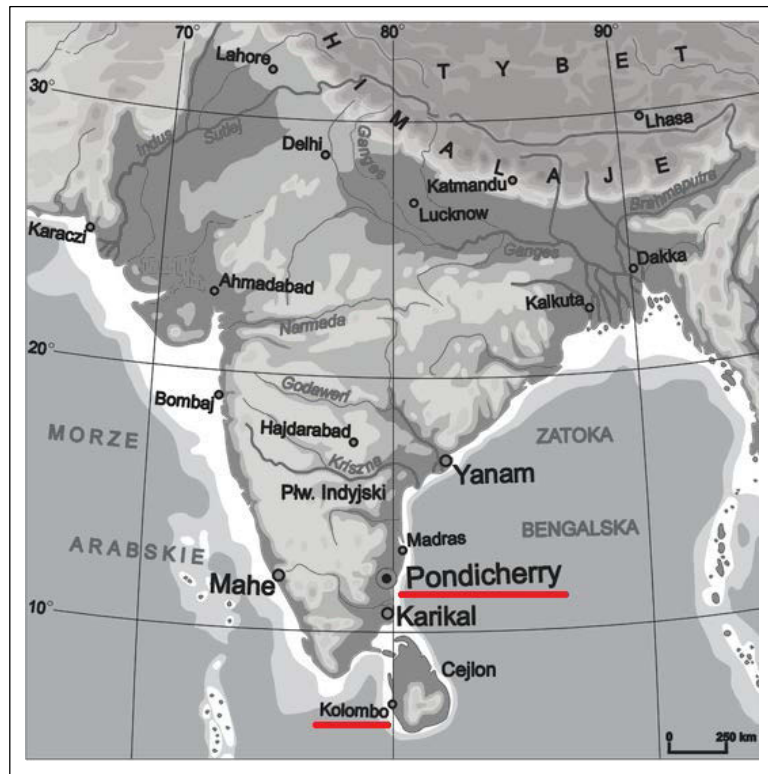 70°
80°
90°
Lahore
HIMALAJE
TYBET
30°
Indus
Sutlej
Delhi
Ganges
Lhasa
Katmandu
Lucknow
Brahmaputra
Karaczi
Ganges
Dakka
Ahmadabad
Kalkuta
Narmada
20°
Godaweri
Bombaj
Hajdarabad
MORZE
ZATOKA
Kriszna
Yanam
Płw. Indyjski
BENGALSKA
ARABSKIE
Madras
Mahe
Pondicherry
10°
Karikal
Cejlon
Kolombo
0 250 km